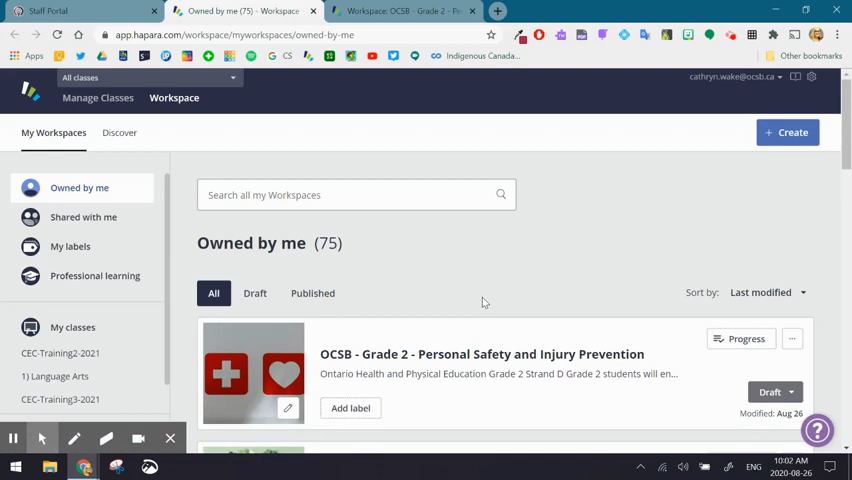 Staff Portal
Owned by me (75) - Workspace
Workspace: OCSB - Grade 2 - Pe
app.hapara.com/workspace/myworkspaces/owned-by-me
Apps
CS
Indigenous Canada...
Other bookmarks
All classes
cathryn.wake@ocsb.ca
Manage Classes
Workspace
My Workspaces
Discover
+ Create
Owned by me
Shared with me
My labels
Professional learning
My classes
CEC-Training2-2021
1) Language Arts
CEC-Training3-2021
Search all my Workspaces
Owned by me (75)
All
Draft
Published
Sort by:
Last modified
OCSB - Grade 2 - Personal Safety and Injury Prevention
Progress
...
Ontario Health and Physical Education Grade 2 Strand D Grade 2 students will en...
Draft
Add label
Modified: Aug 26
?
ENG
10:02 AM
2020-08-26